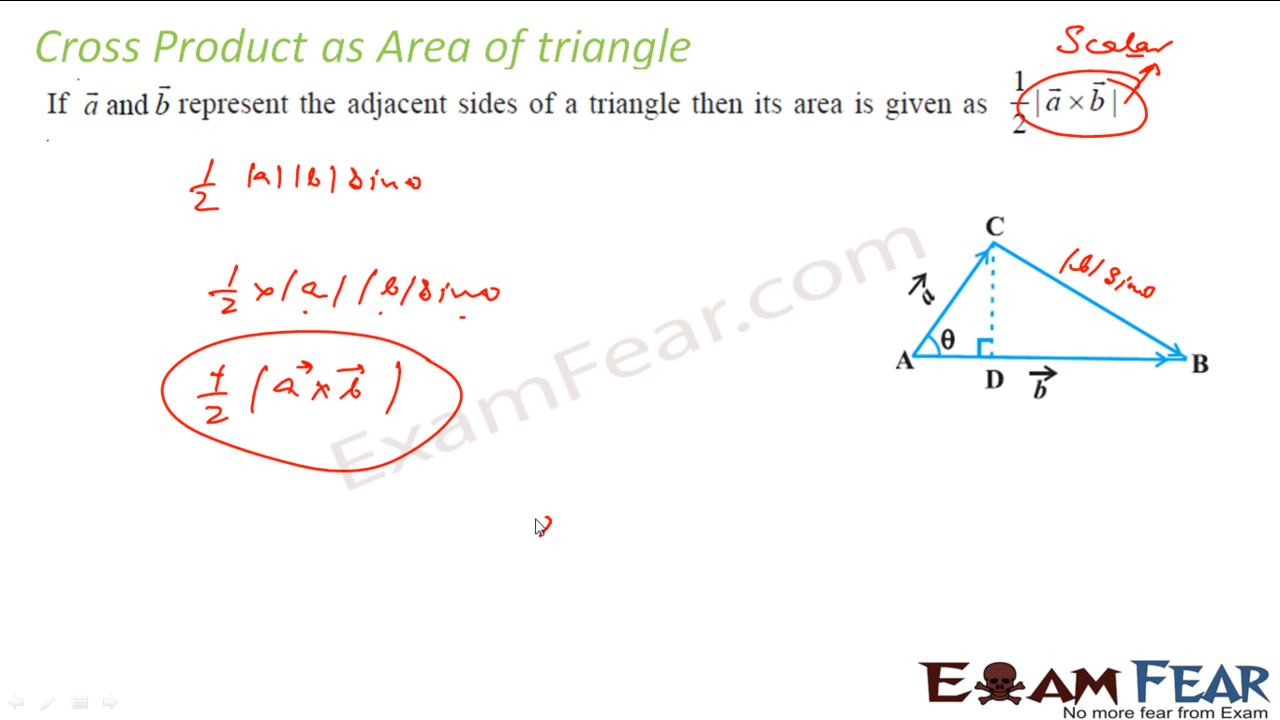 Cross Product as Area of triangle
Scalar
If a⃗ and b⃗ represent the adjacent sides of a triangle then its area is given as 1/2 |a⃗ × b⃗|
1/2 |a||b| sinθ
1/2 × |a| |b| sinθ
1/2 |a⃗ × b⃗|
C
|b| sinθ
a⃗
θ
A
B
D
b⃗
ExamFear.com
EXAM FEAR
No more fear from Exam